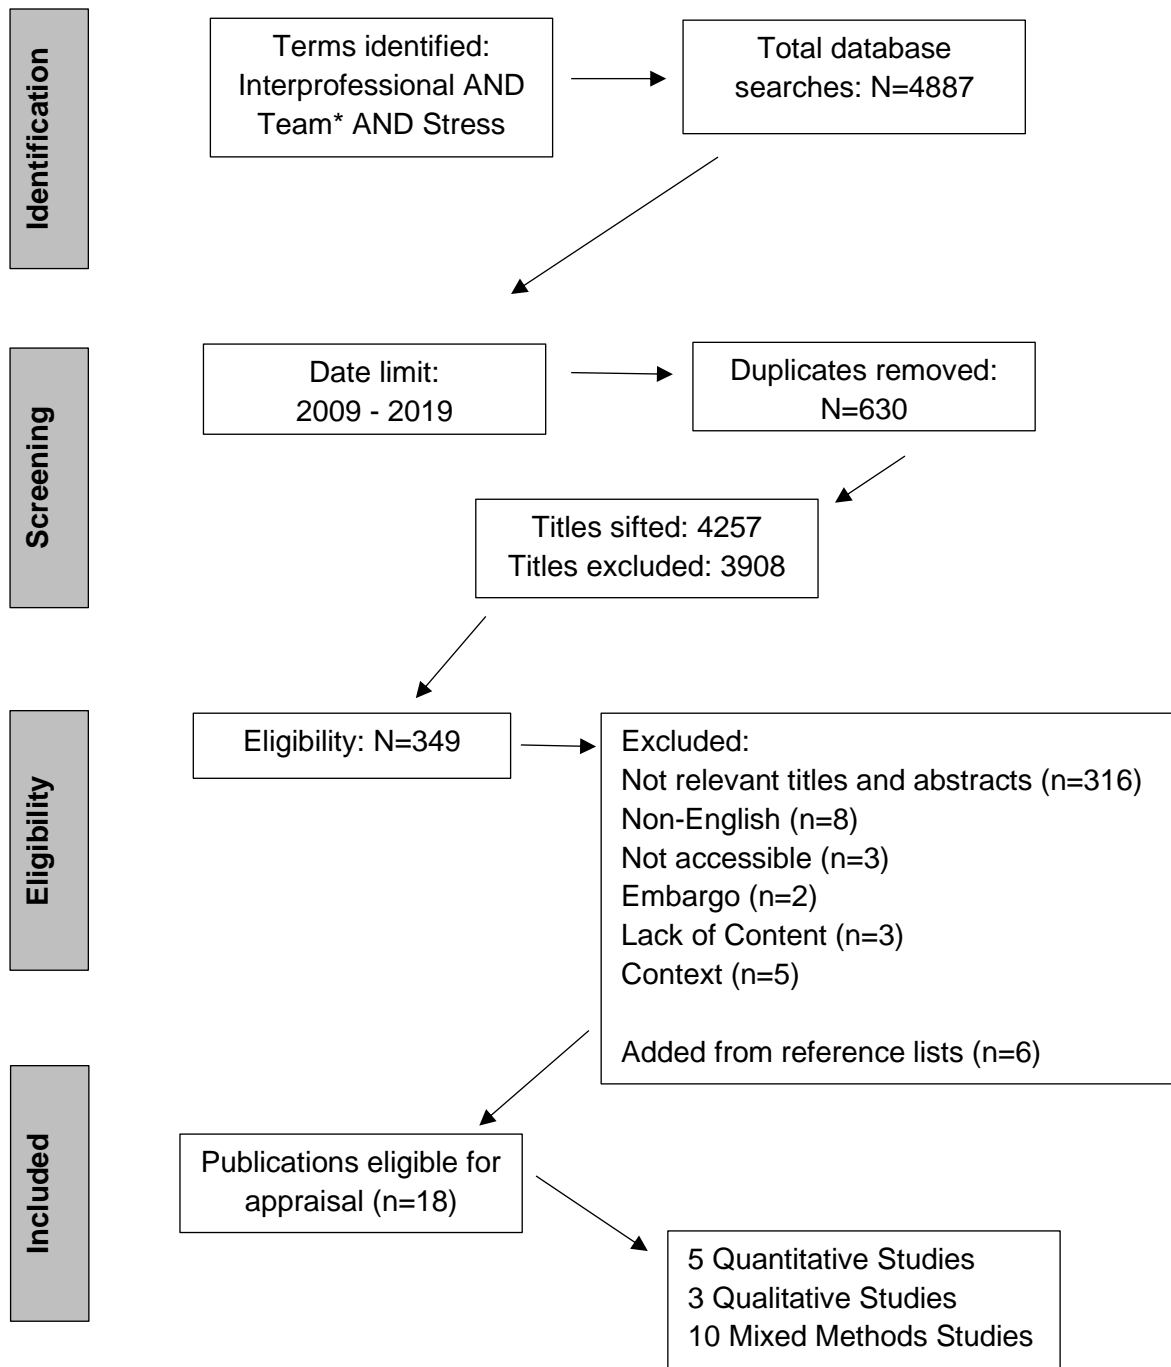 Identification
Terms identified:
Interprofessional AND
Team* AND Stress
Total database
searches: N=4887
Screening
Date limit:
2009 - 2019
Duplicates removed:
N=630
Titles sifted: 4257
Titles excluded: 3908
Eligibility
Eligibility: N=349
Excluded:
Not relevant titles and abstracts (n=316)
Non-English (n=8)
Not accessible (n=3)
Embargo (n=2)
Lack of Content (n=3)
Context (n=5)
Added from reference lists (n=6)
Included
Publications eligible for
appraisal (n=18)
5 Quantitative Studies
3 Qualitative Studies
10 Mixed Methods Studies